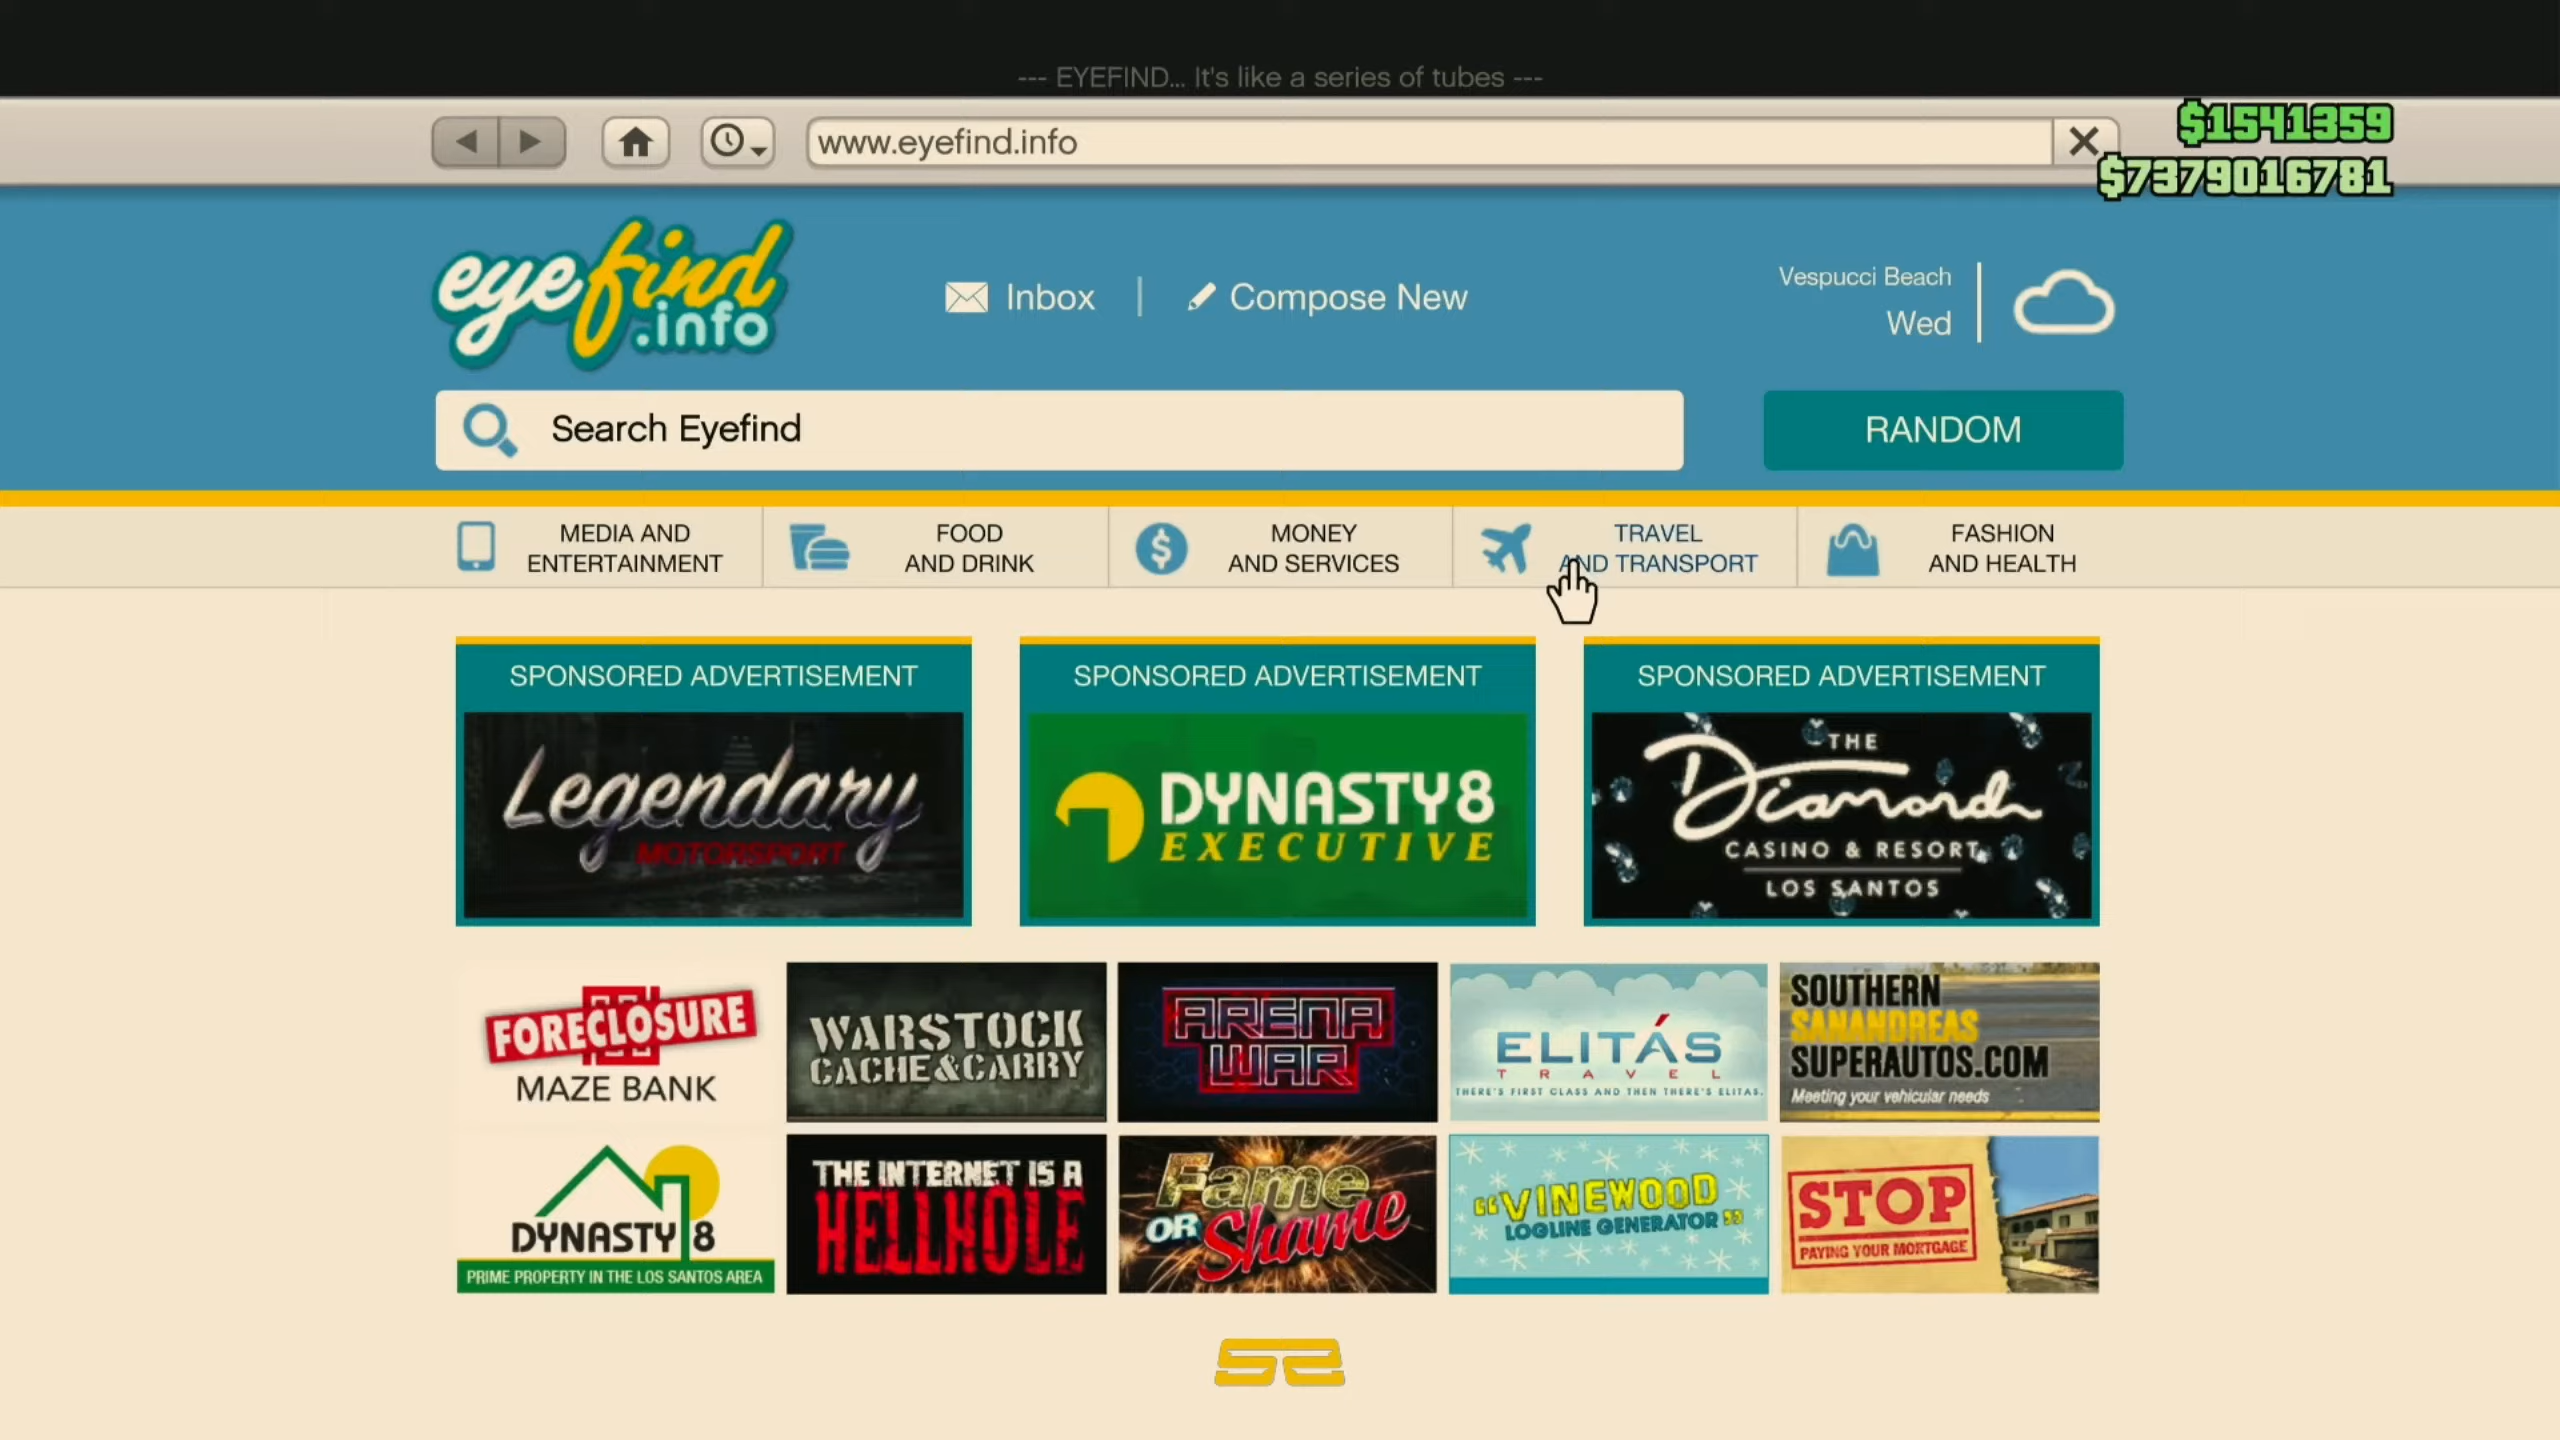 --- EYEFIND... It's like a series of tubes ---
www.eyefind.info
$1541359
$7379016781
eyefind
.info
Inbox
Compose New
Vespucci Beach
Wed
Search Eyefind
RANDOM
MEDIA AND
ENTERTAINMENT
FOOD
AND DRINK
MONEY
AND SERVICES
TRAVEL
AND TRANSPORT
FASHION
AND HEALTH
SPONSORED ADVERTISEMENT
Legendary
MOTORSPORT
SPONSORED ADVERTISEMENT
DYNASTY8
EXECUTIVE
SPONSORED ADVERTISEMENT
THE
Diamond
CASINO & RESORT
LOS SANTOS
FORECLOSURE
MAZE BANK
WARSTOCK
CACHE&CARRY
ARENA
WAR
ELITÁS
TRAVEL
THERE'S FIRST CLASS AND THEN THERE'S ELITAS.
SOUTHERN
SANANDREAS
SUPERAUTOS.COM
Meeting your vehicular needs
DYNASTY 8
PRIME PROPERTY IN THE LOS SANTOS AREA
THE INTERNET IS A
HELLHOLE
Fame
OR Shame
"VINEWOOD
LOGLINE GENERATOR"
STOP
PAYING YOUR MORTGAGE